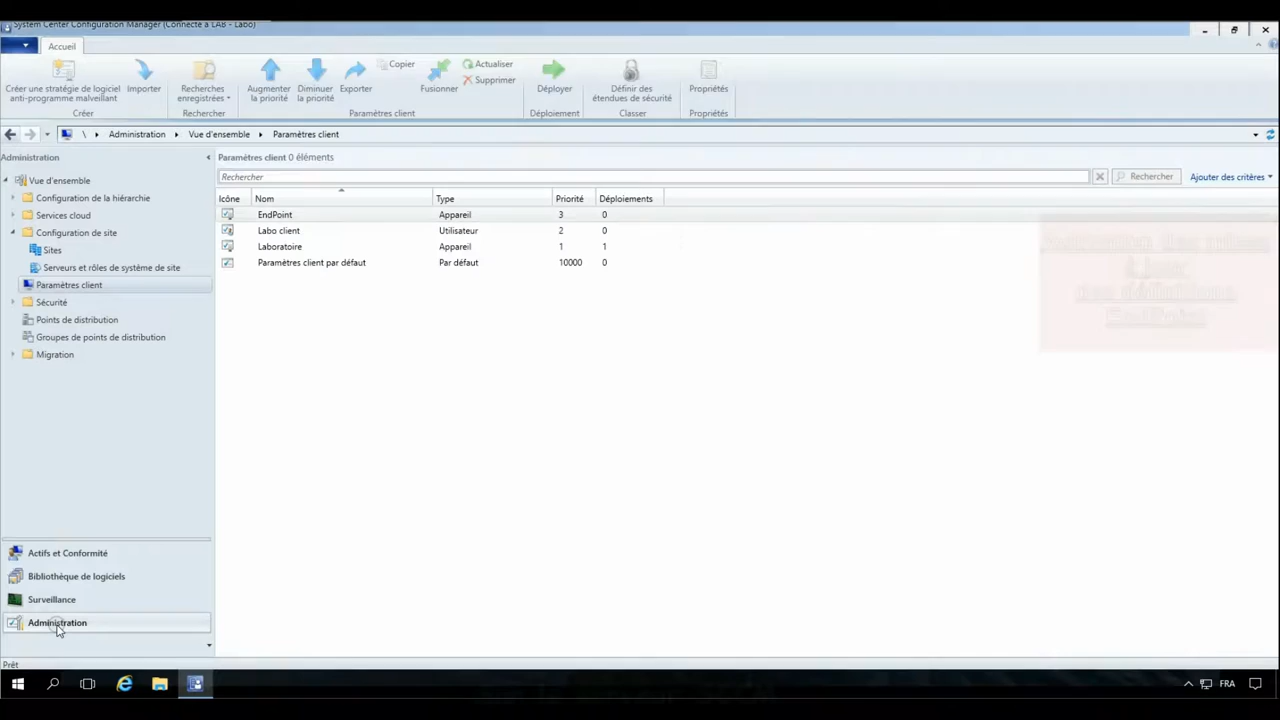 System Center Configuration Manager (Connecté à LAB - Labo)
Accueil
Créer une stratégie de logiciel
anti-programme malveillant
Importer
Recherches
enregistrées
Augmenter
la priorité
Diminuer
la priorité
Exporter
Copier
Fusionner
Actualiser
Supprimer
Déployer
Définir des
étendues de sécurité
Propriétés
Créer
Rechercher
Paramètres client
Déploiement
Classer
Propriétés
\ Administration Vue d'ensemble Paramètres client
Administration
Vue d'ensemble
Configuration de la hiérarchie
Services cloud
Configuration de site
Sites
Serveurs et rôles de système de site
Paramètres client
Sécurité
Points de distribution
Groupes de points de distribution
Migration
Actifs et Conformité
Bibliothèque de logiciels
Surveillance
Administration
Paramètres client 0 éléments
Rechercher
Rechercher
Ajouter des critères
Icône Nom Type Priorité Déploiements
EndPoint Appareil 3 0
Labo client Utilisateur 2 0
Laboratoire Appareil 1 1
Paramètres client par défaut Par défaut 10000 0
Prêt
FRA